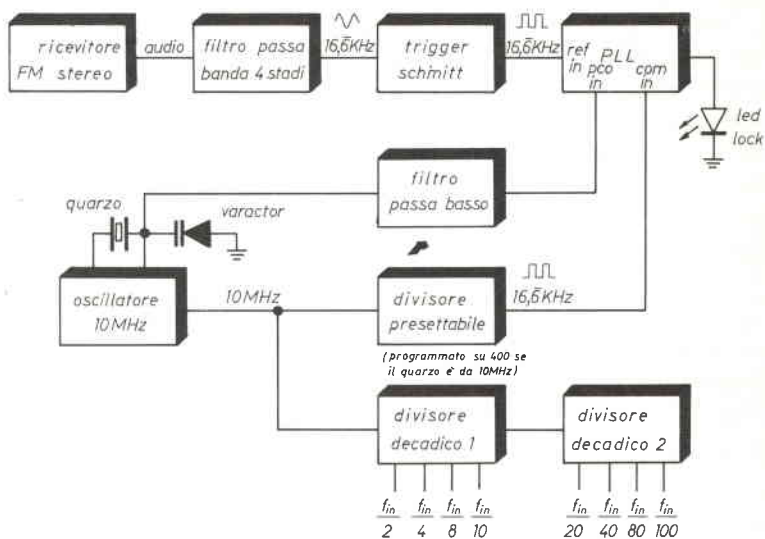 ricevitore
FM stereo
audio
filtro passa
banda 4 stadi
16,6̅KHz
trigger
schmitt
16,6̅KHz
ref
in
PLL
pco
in
cpm
in
led
lock
filtro
passa basso
quarzo
varactor
oscillatore
10MHz
10MHz
divisore
presettabile
16,6̅KHz
(programmato su 400 se
il quarzo è da 10MHz)
divisore
decadico 1
divisore
decadico 2
fin
2
fin
4
fin
8
fin
10
fin
20
fin
40
fin
80
fin
100